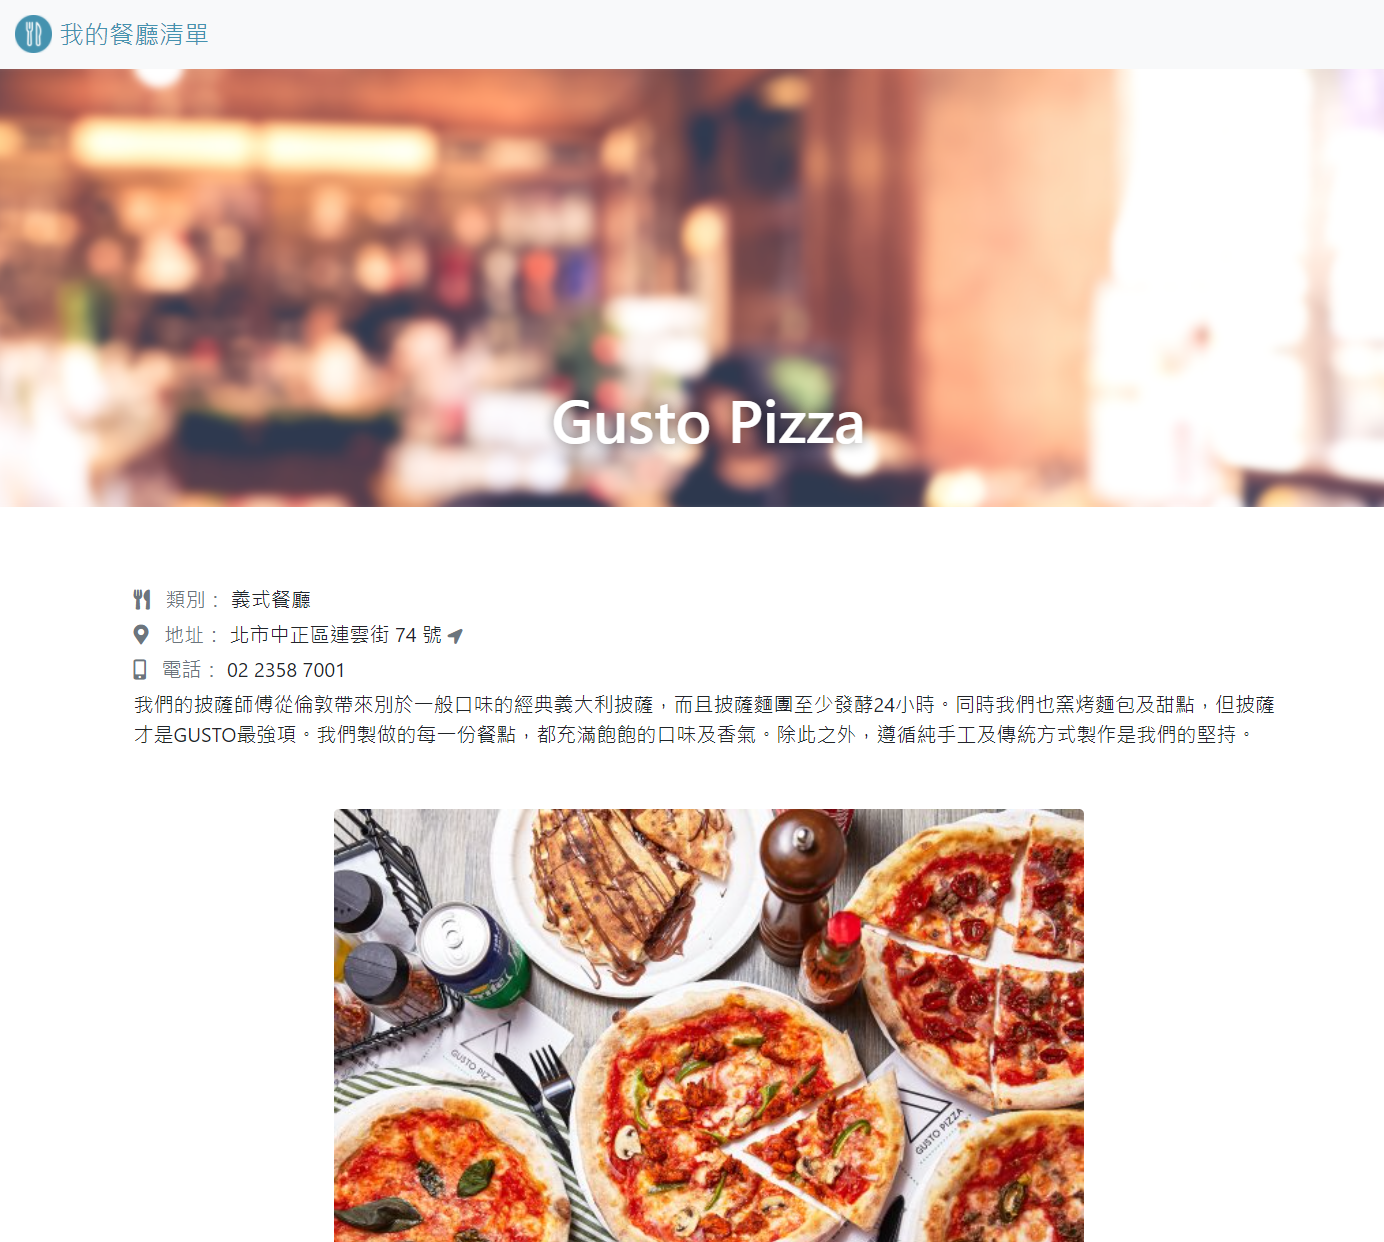 我的餐廳清單
Gusto Pizza
類別： 義式餐廳
地址： 北市中正區連雲街 74 號
電話： 02 2358 7001
我們的披薩師傅從倫敦帶來別於一般口味的經典義大利披薩，而且披薩麵團至少發酵24小時。同時我們也窯烤麵包及甜點，但披薩
才是GUSTO最強項。我們製做的每一份餐點，都充滿飽飽的口味及香氣。除此之外，遵循純手工及傳統方式製作是我們的堅持。
GUSTO PIZZ
GUSTO PIZZA